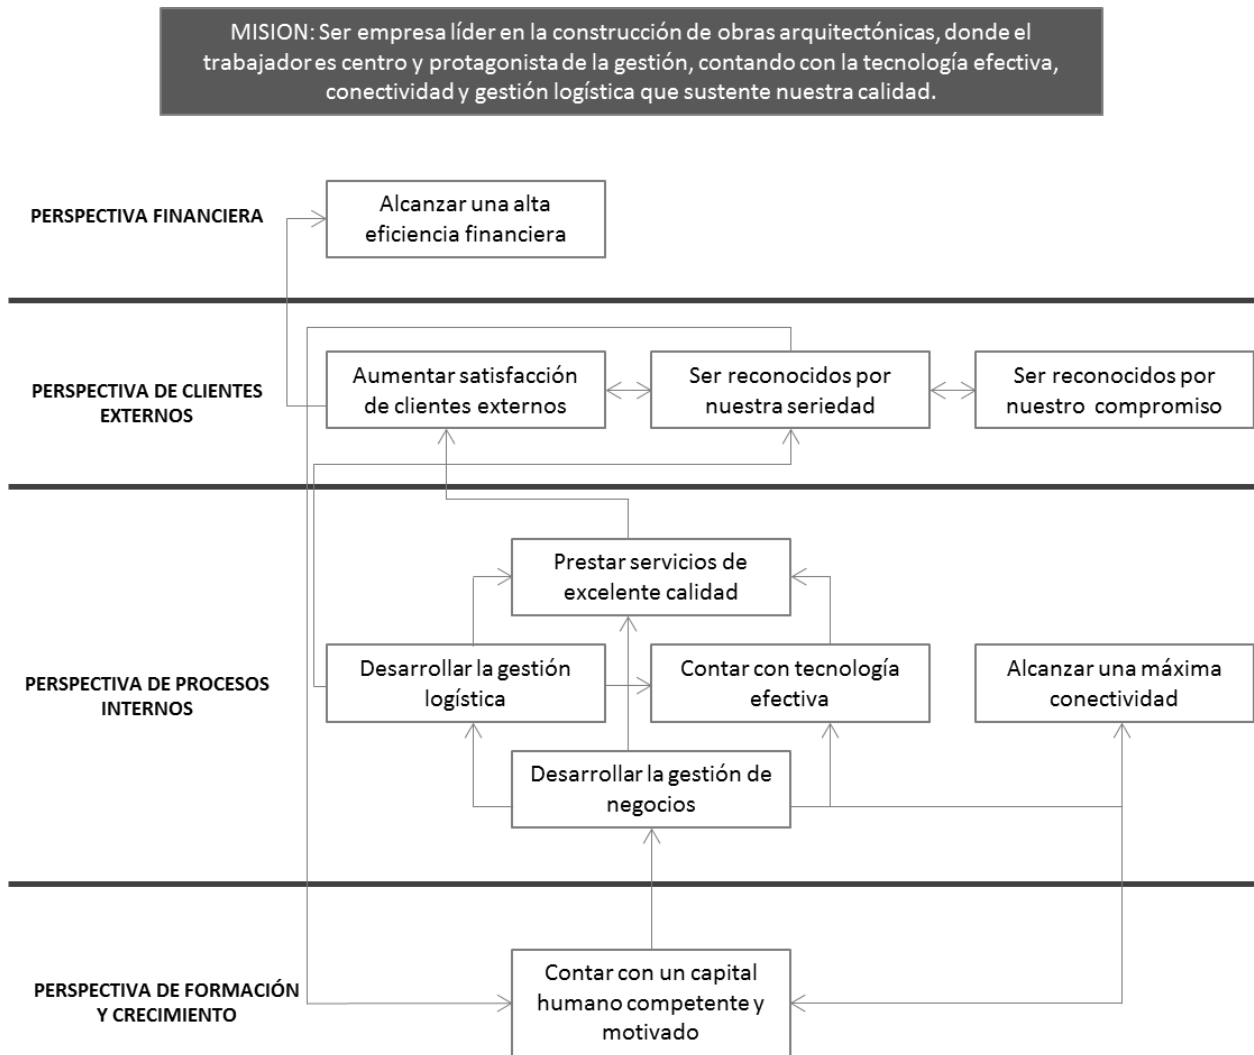 MISION: Ser empresa líder en la construcción de obras arquitectónicas, donde el
trabajador es centro y protagonista de la gestión, contando con la tecnología efectiva,
conectividad y gestión logística que sustente nuestra calidad.
PERSPECTIVA FINANCIERA
Alcanzar una alta
eficiencia financiera
PERSPECTIVA DE CLIENTES
EXTERNOS
Aumentar satisfacción
de clientes externos
Ser reconocidos por
nuestra seriedad
Ser reconocidos por
nuestro compromiso
Prestar servicios de
excelente calidad
PERSPECTIVA DE PROCESOS
INTERNOS
Desarrollar la gestión
logística
Contar con tecnología
efectiva
Alcanzar una máxima
conectividad
Desarrollar la gestión de
negocios
PERSPECTIVA DE FORMACIÓN
Y CRECIMIENTO
Contar con un capital
humano competente y
motivado